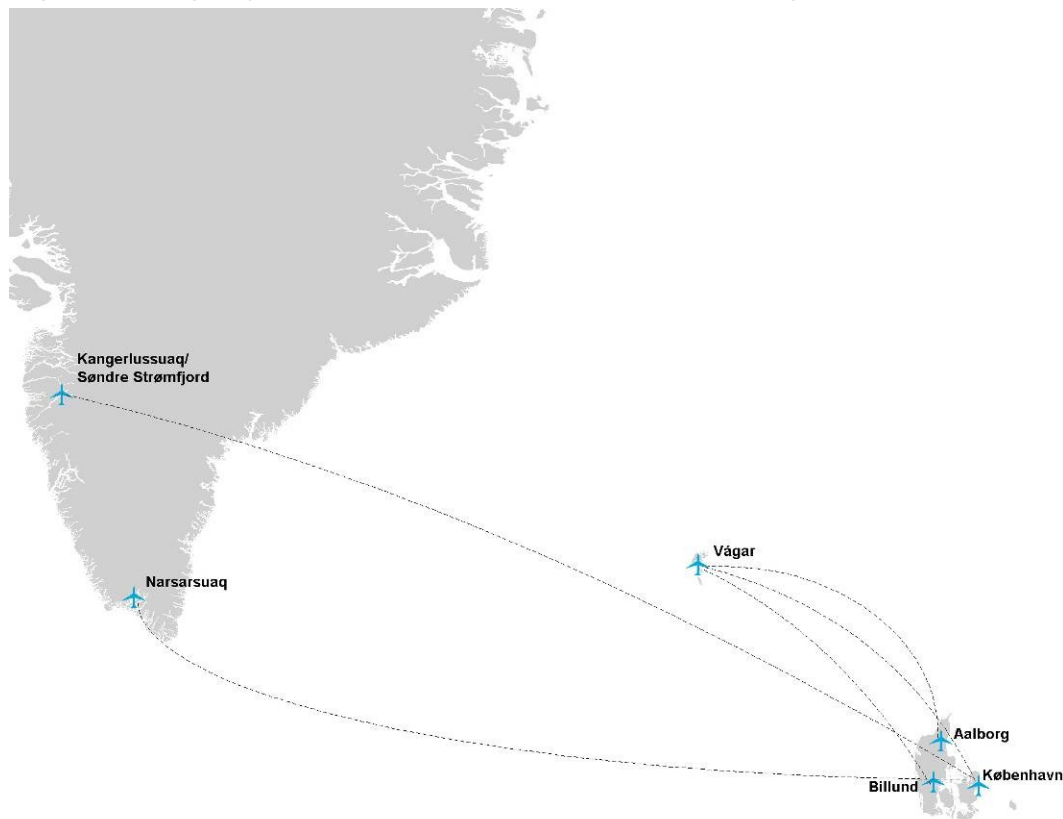 Kangerlussuaq/
Søndre Strømfjord
Vágar
Narsarsuaq
Aalborg
København
Billund